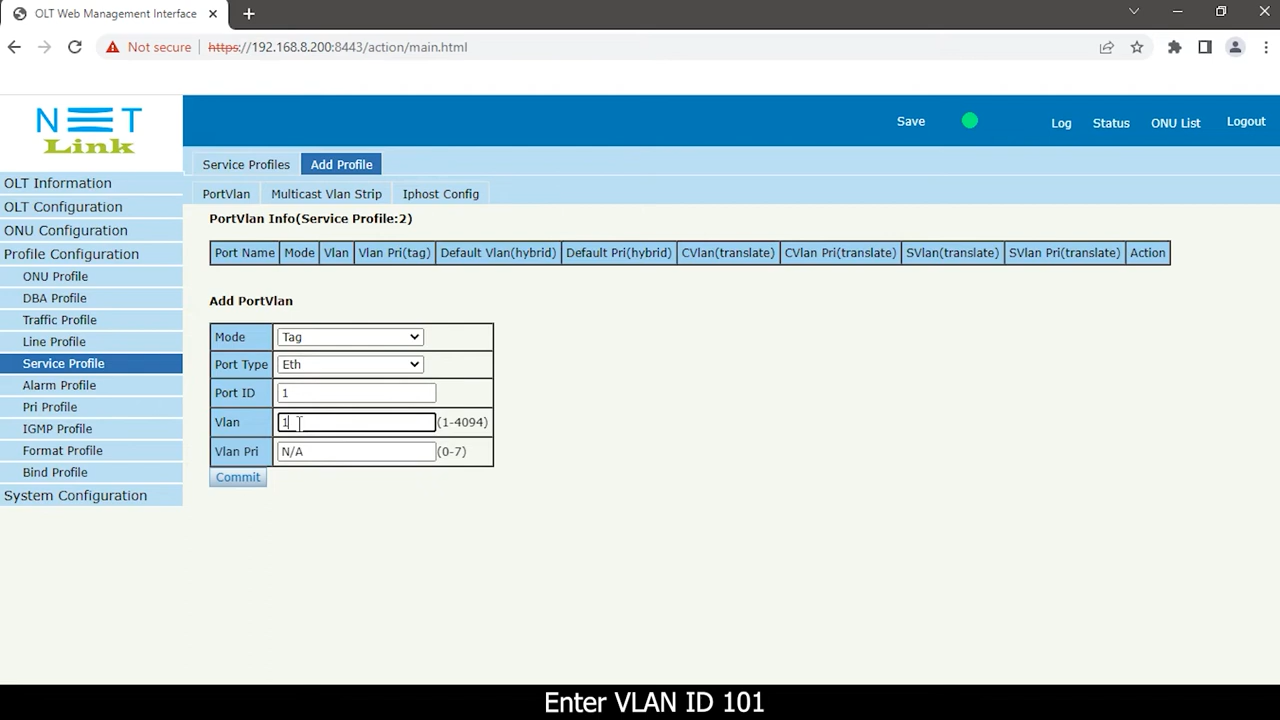 OLT Web Management Interface
Not secure https://192.168.8.200:8443/action/main.html
NET
Link
Save Log Status ONU List Logout
Service Profiles Add Profile
PortVlan Multicast Vlan Strip Iphost Config
OLT Information
OLT Configuration
ONU Configuration
Profile Configuration
ONU Profile
DBA Profile
Traffic Profile
Line Profile
Service Profile
Alarm Profile
Pri Profile
IGMP Profile
Format Profile
Bind Profile
System Configuration
PortVlan Info(Service Profile:2)
Port Name Mode Vlan Vlan Pri(tag) Default Vlan(hybrid) Default Pri(hybrid) CVlan(translate) CVlan Pri(translate) SVlan(translate) SVlan Pri(translate) Action
Add PortVlan
Mode Tag
Port Type Eth
Port ID 1
Vlan 1 (1-4094)
Vlan Pri N/A (0-7)
Commit
Enter VLAN ID 101